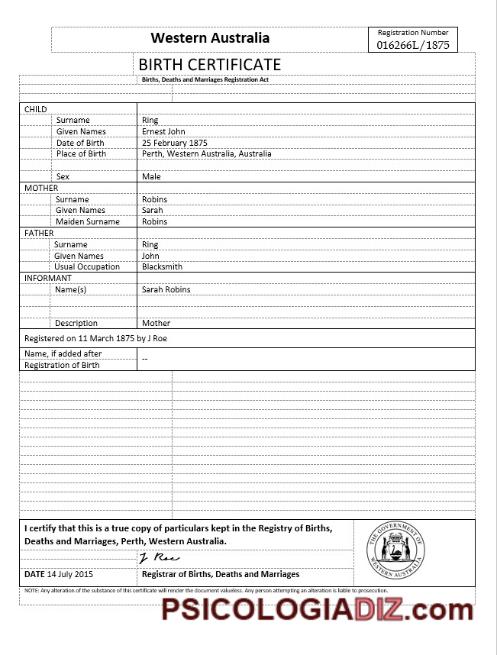 Western Australia
Registration Number
016266L/1875
BIRTH CERTIFICATE
Births, Deaths and Marriages Registration Act
CHILD
Surname Ring
Given Names Ernest John
Date of Birth 25 February 1875
Place of Birth Perth, Western Australia, Australia
Sex Male
MOTHER
Surname Robins
Given Names Sarah
Maiden Surname Robins
FATHER
Surname Ring
Given Names John
Usual Occupation Blacksmith
INFORMANT
Name(s) Sarah Robins
Description Mother
Registered on 11 March 1875 by J Roe
Name, if added after
Registration of Birth --
I certify that this is a true copy of particulars kept in the Registry of Births,
Deaths and Marriages, Perth, Western Australia.
J Roe
DATE 14 July 2015 Registrar of Births, Deaths and Marriages
THE GOVERNMENT OF
WESTERN AUSTRALIA
NOTE: Any alteration of the substance of this certificate will render the document valueless. Any person attempting an alteration is liable to prosecution.
PSICOLOGIADIZ.com